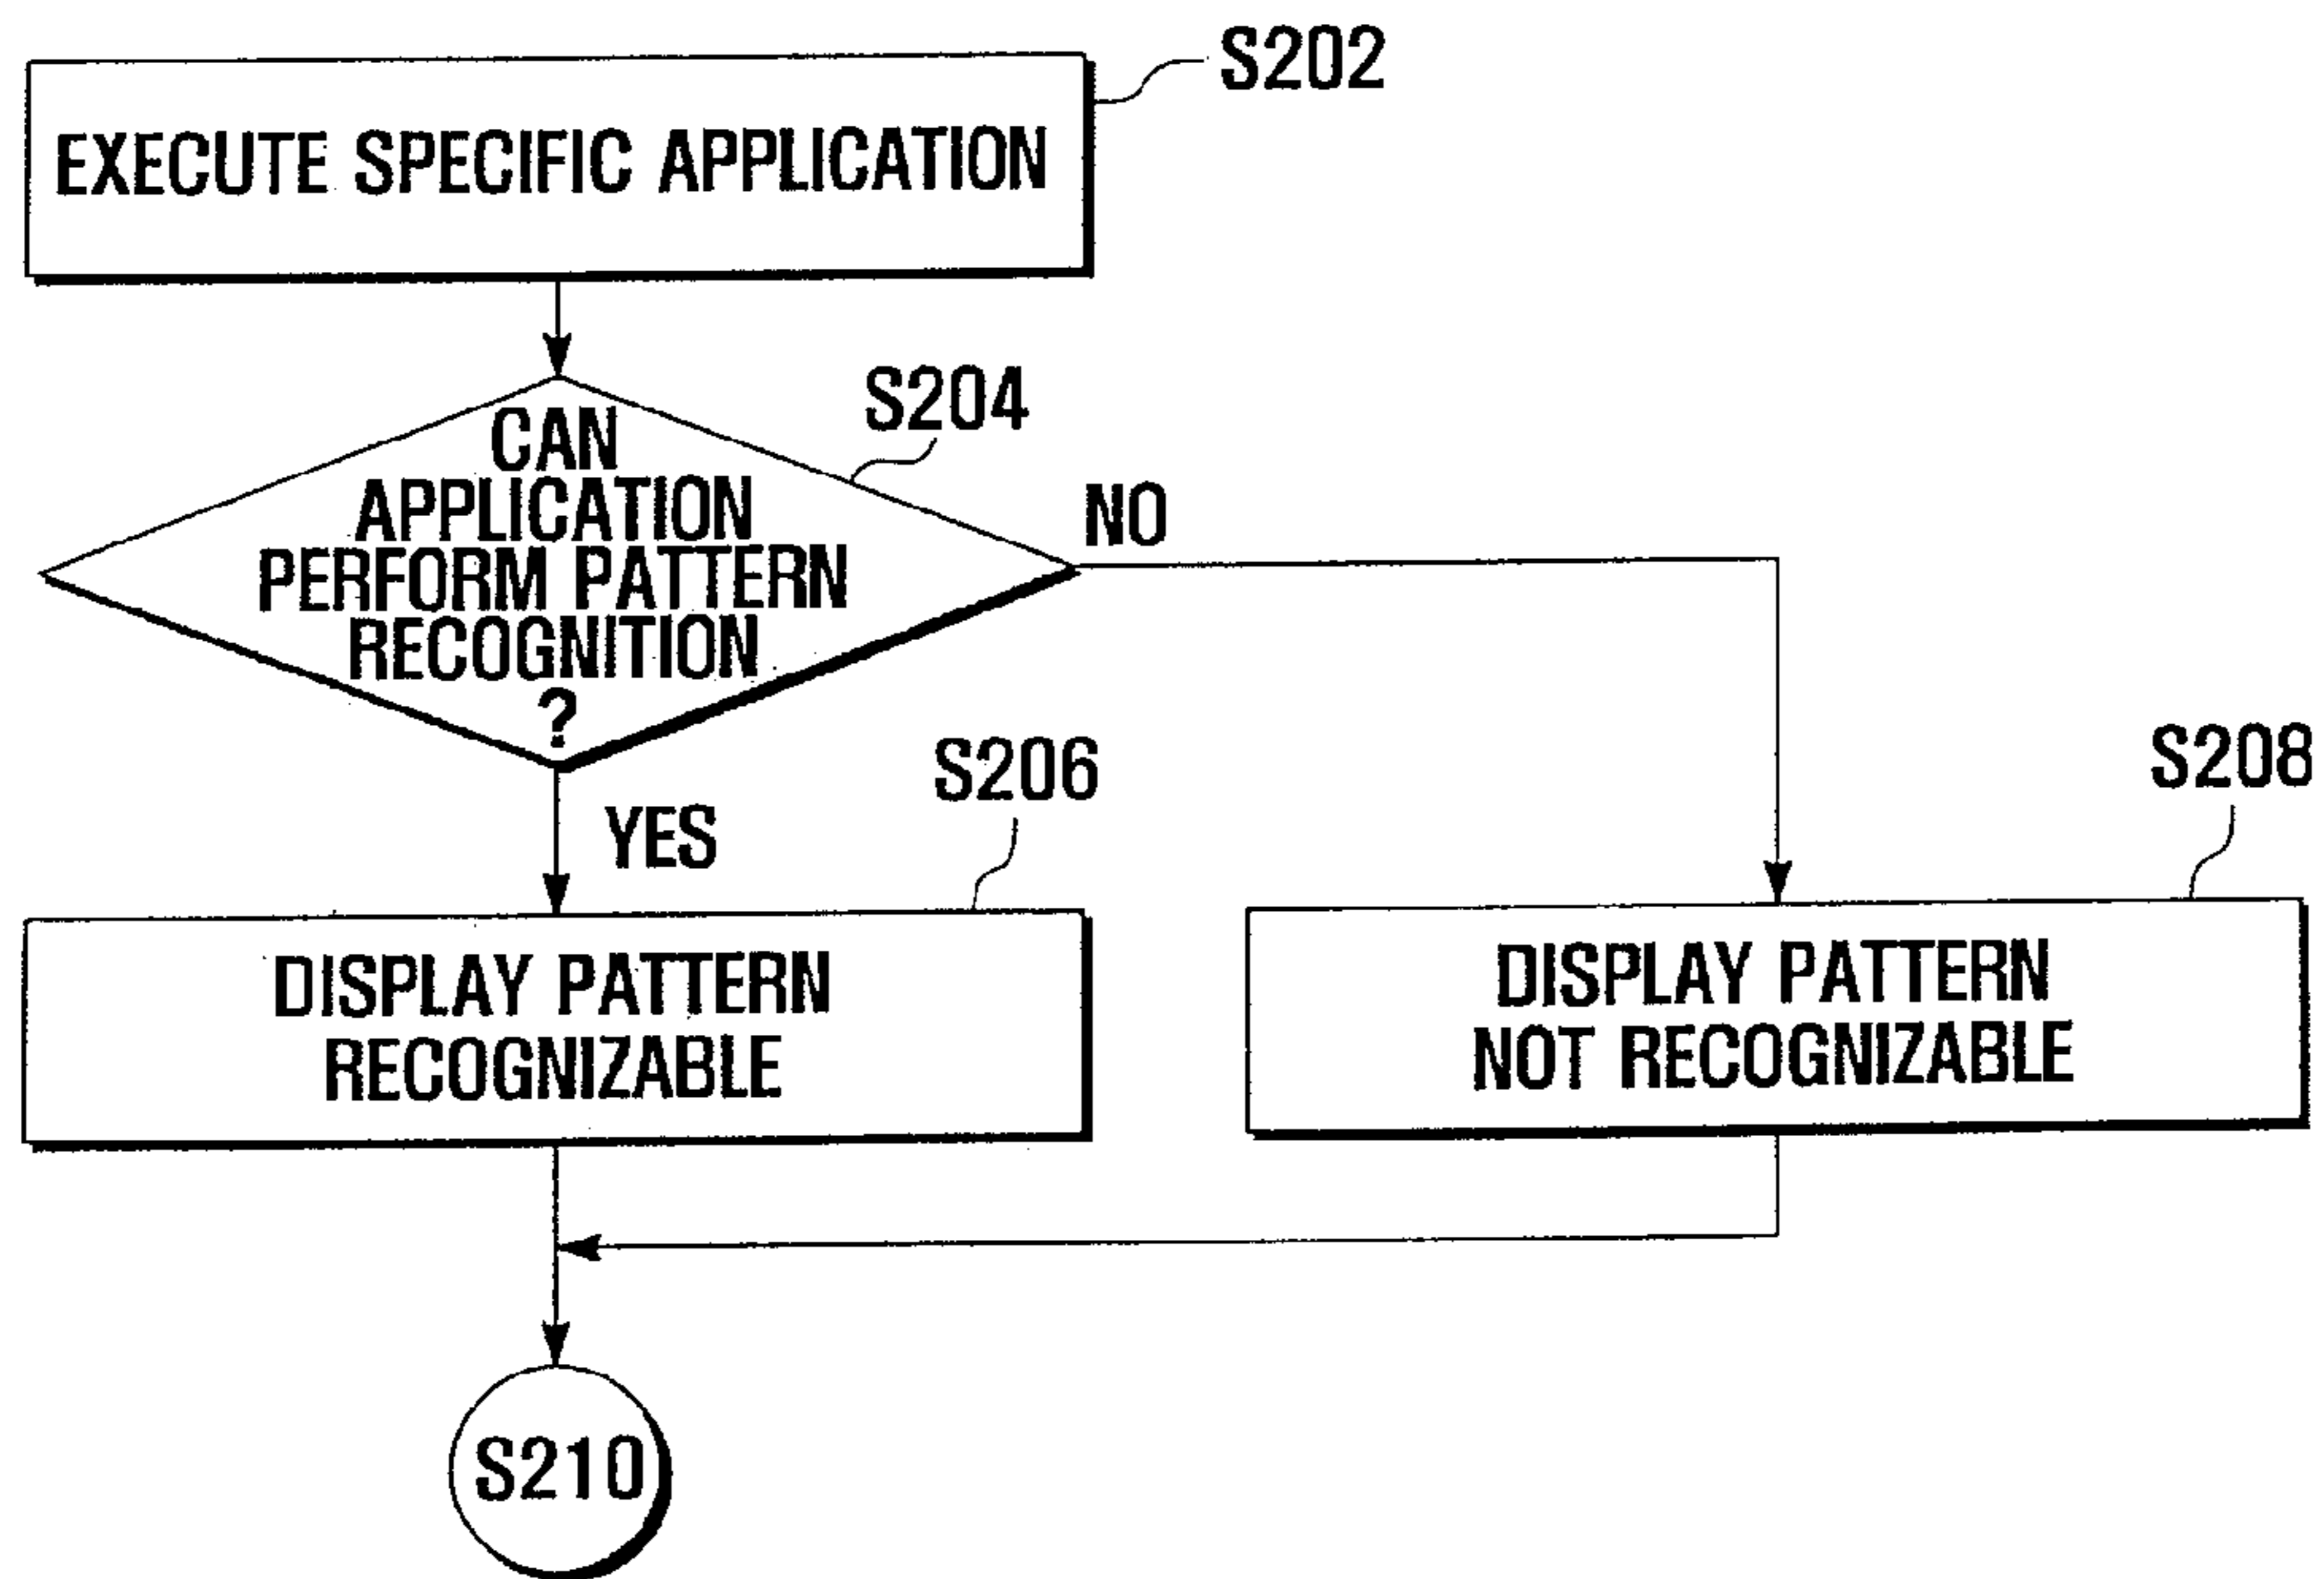 S202
EXECUTE SPECIFIC APPLICATION
S204
CAN
APPLICATION
PERFORM PATTERN
RECOGNITION
?
NO
YES
S206
DISPLAY PATTERN
RECOGNIZABLE
S208
DISPLAY PATTERN
NOT RECOGNIZABLE
S210